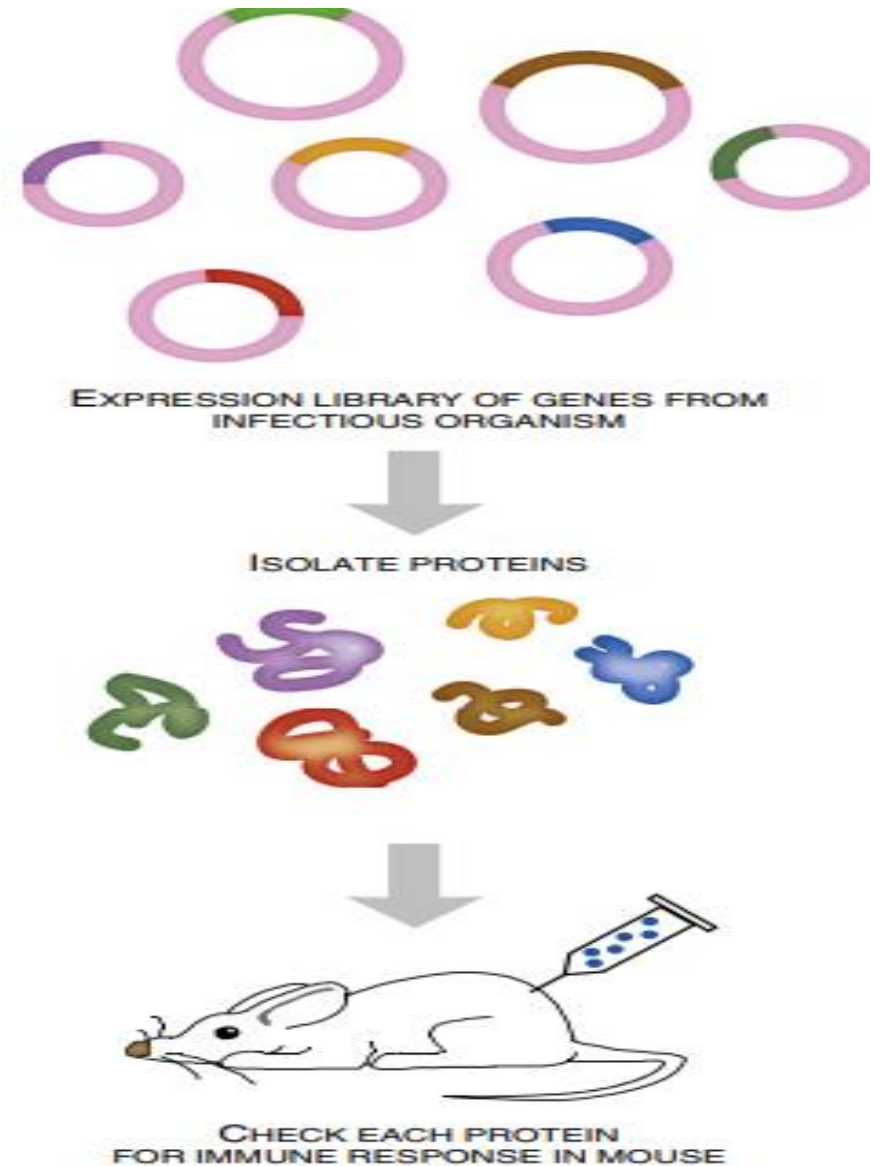 EXPRESSION LIBRARY OF GENES FROM
INFECTIOUS ORGANISM
ISOLATE PROTEINS
CHECK EACH PROTEIN
FOR IMMUNE RESPONSE IN MOUSE